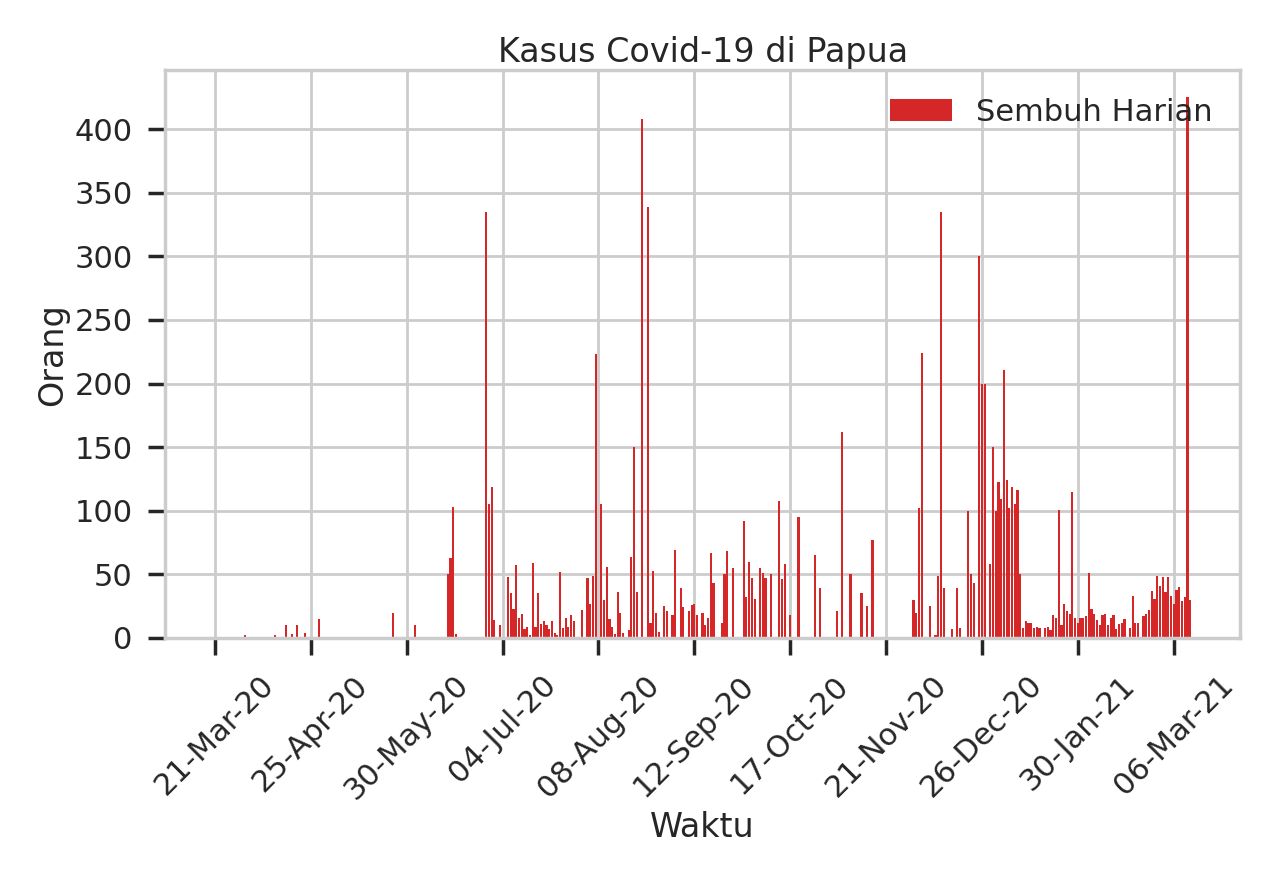 Kasus Covid-19 di Papua
Sembuh Harian
Orang
400
350
300
250
200
150
100
50
0
21-Mar-20
25-Apr-20
30-May-20
04-Jul-20
08-Aug-20
12-Sep-20
17-Oct-20
21-Nov-20
26-Dec-20
30-Jan-21
06-Mar-21
Waktu